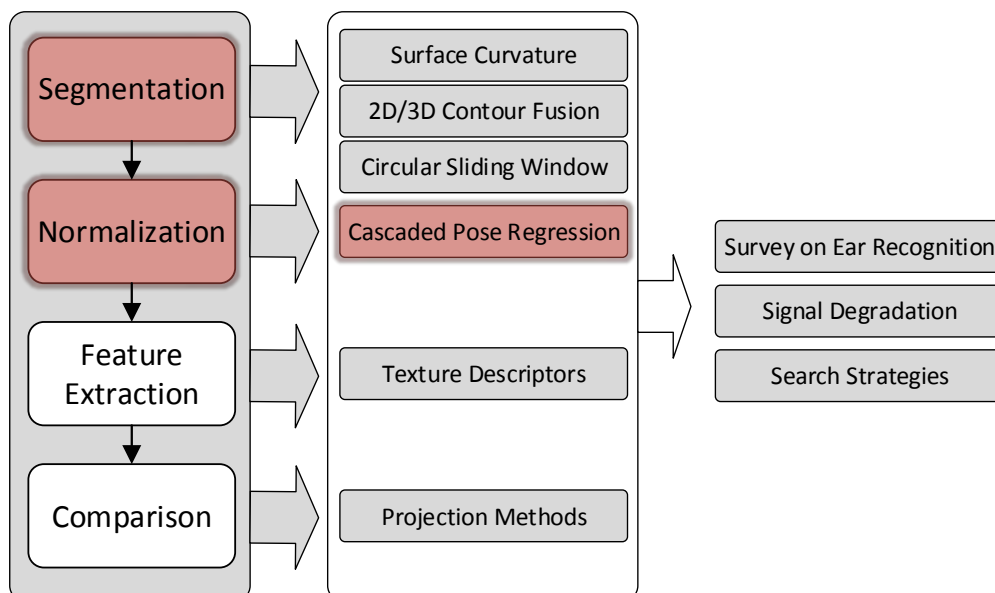 Segmentation
Normalization
Feature
Extraction
Comparison
Surface Curvature
2D/3D Contour Fusion
Circular Sliding Window
Cascaded Pose Regression
Texture Descriptors
Projection Methods
Survey on Ear Recognition
Signal Degradation
Search Strategies